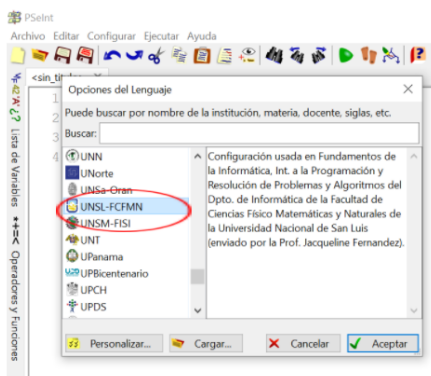 PSeInt
Archivo Editar Configurar Ejecutar Ayuda
Opciones del Lenguaje
Puede buscar por nombre de la institución, materia, docente, siglas, etc.
Buscar:
1
2
3
4
UNN
UNorte
UNSa-Oran
UNSL-FCFMN
UNSM-FISI
UNT
UPanama
UPBicentenario
UPCH
UPDS
Configuración usada en Fundamentos de
la Informática, Int. a la Programación y
Resolución de Problemas y Algoritmos del
Dpto. de Informática de la Facultad de
Ciencias Físico Matemáticas y Naturales de
la Universidad Nacional de San Luis
(enviado por la Prof. Jacqueline Fernandez).
Personalizar... Cargar... Cancelar Aceptar
Lista de Variables
*+=< Operadores y Funciones